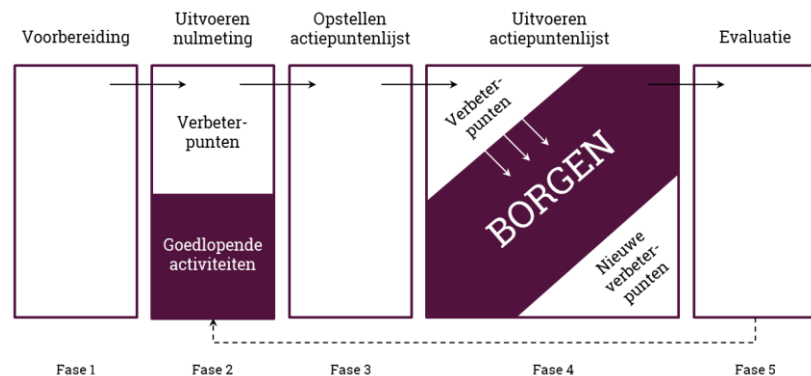 Voorbereiding
Uitvoeren
nulmeting
Opstellen
actiepuntenlijst
Uitvoeren
actiepuntenlijst
Evaluatie
Verbeter-
punten
Goedlopende
activiteiten
Verbeter-
punten
BORGEN
Nieuwe
verbeter-
punten
Fase 1
Fase 2
Fase 3
Fase 4
Fase 5